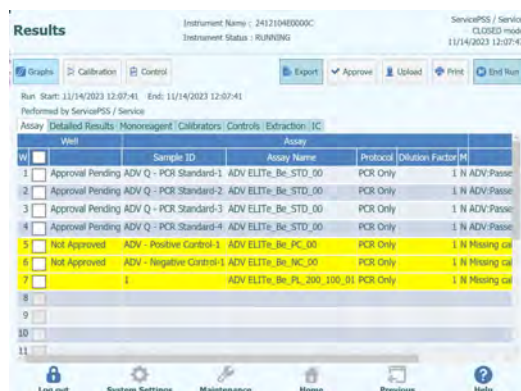 Results
Instrument Name : 2412104E0000C
Instrument Status : RUNNING
ServicePSS / Service
CLOSED mode
11/14/2023 12:07:4
Graphs Calibration Control Export Approve Upload Print End Run
Run Start: 11/14/2023 12:07:41 End: 11/14/2023 12:07:41
Performed by ServicePSS / Service
Assay Detailed Results Monoreagent Calibrators Controls Extraction IC
Well Assay
W Sample ID Assay Name Protocol Dilution Factor M
1 Approval Pending ADV Q - PCR Standard-1 ADV ELITe_Be_STD_00 PCR Only 1 N ADV:Passe
2 Approval Pending ADV Q - PCR Standard-2 ADV ELITe_Be_STD_00 PCR Only 1 N ADV:Passe
3 Approval Pending ADV Q - PCR Standard-3 ADV ELITe_Be_STD_00 PCR Only 1 N ADV:Passe
4 Approval Pending ADV Q - PCR Standard-4 ADV ELITe_Be_STD_00 PCR Only 1 N ADV:Passe
5 Not Approved ADV - Positive Control-1 ADV ELITe_Be_PC_00 PCR Only 1 N Missing cal
6 Not Approved ADV - Negative Control-1 ADV ELITe_Be_NC_00 PCR Only 1 N Missing cal
7 1 ADV ELITe_Be_PL_200_100_01 PCR Only 1 N Missing cal
8
9
10
11
Log out System Settings Maintenance Home Previous Help